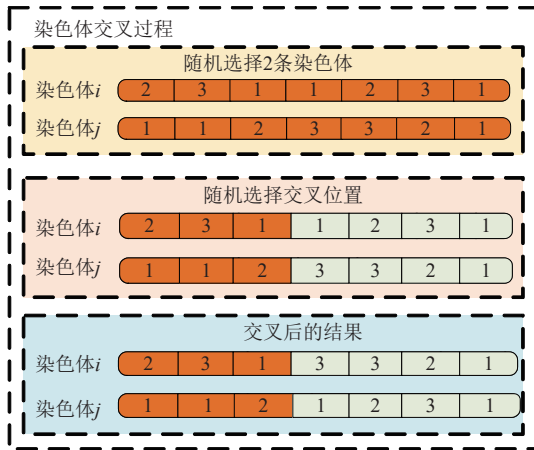 染色体交叉过程
随机选择2条染色体
染色体i 2 3 1 1 2 3 1
染色体j 1 1 2 3 3 2 1
随机选择交叉位置
染色体i 2 3 1 1 2 3 1
染色体j 1 1 2 3 3 2 1
交叉后的结果
染色体i 2 3 1 3 3 2 1
染色体j 1 1 2 1 2 3 1